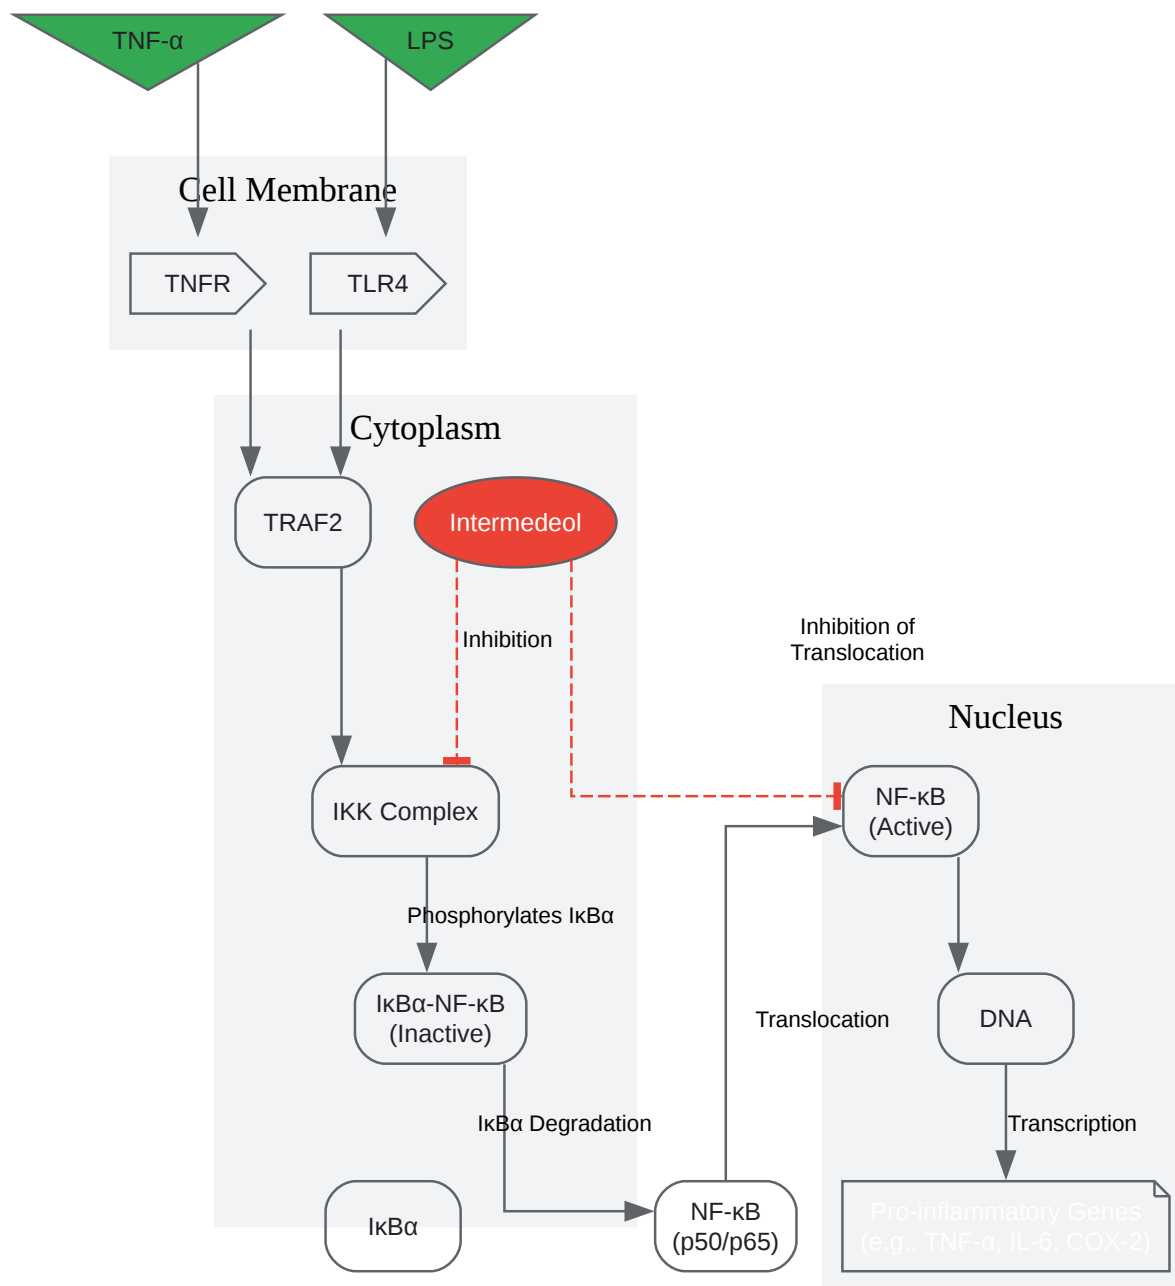 TNF-α
LPS
Cell Membrane
TNFR
TLR4
Cytoplasm
TRAF2
Intermedeol
Inhibition
Inhibition of
Translocation
Nucleus
IKK Complex
NF-κB
(Active)
Phosphorylates IκBα
IκBα-NF-κB
(Inactive)
Translocation
DNA
IκBα Degradation
Transcription
IκBα
NF-κB
(p50/p65)
Pro-inflammatory Genes
(e.g., TNF-α, IL-6, COX-2)